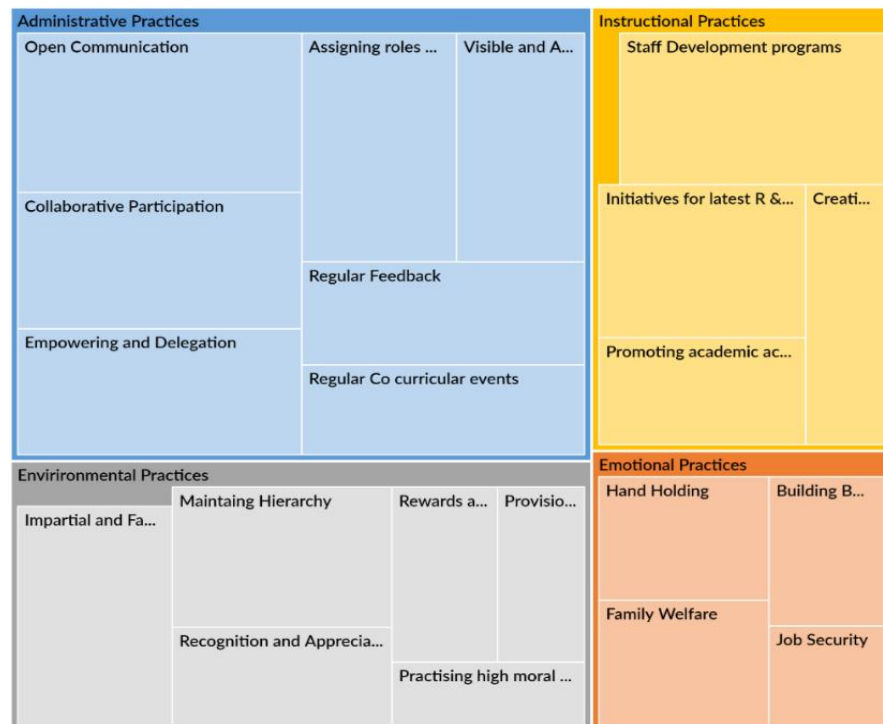 Administrative Practices
Open Communication
Assigning roles ...
Visible and A...
Collaborative Participation
Regular Feedback
Empowering and Delegation
Regular Co curricular events
Instructional Practices
Staff Development programs
Initiatives for latest R &...
Creati...
Promoting academic ac...
Envirironmental Practices
Impartial and Fa...
Maintaing Hierarchy
Rewards a...
Provisio...
Recognition and Apprecia...
Practising high moral ...
Emotional Practices
Hand Holding
Building B...
Family Welfare
Job Security